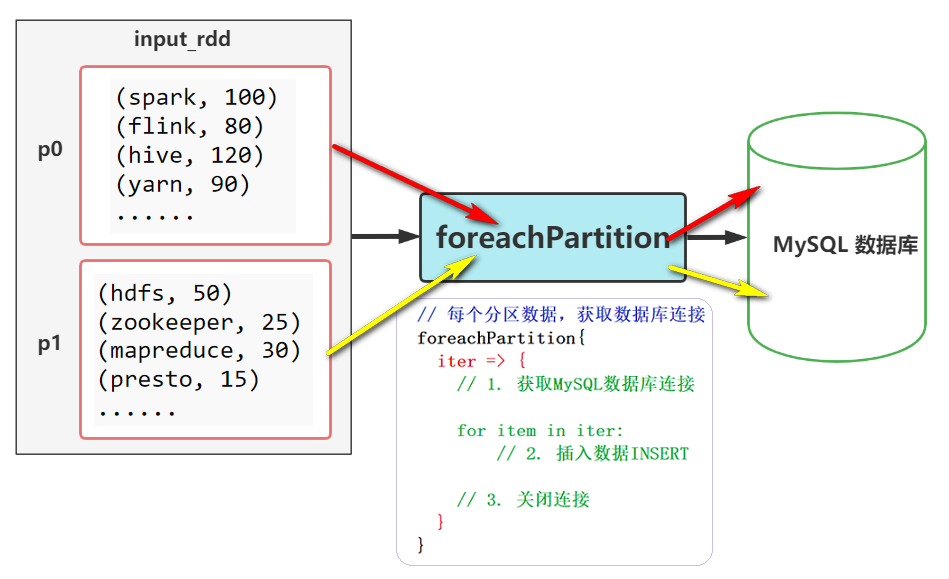 input_rdd
p0
(spark, 100)
(flink, 80)
(hive, 120)
(yarn, 90)
......
p1
(hdfs, 50)
(zookeeper, 25)
(mapreduce, 30)
(presto, 15)
......
foreachPartition
MySQL 数据库
// 每个分区数据，获取数据库连接
foreachPartition{
iter => {
// 1. 获取MySQL数据库连接
for item in iter:
// 2. 插入数据INSERT
// 3. 关闭连接
}
}